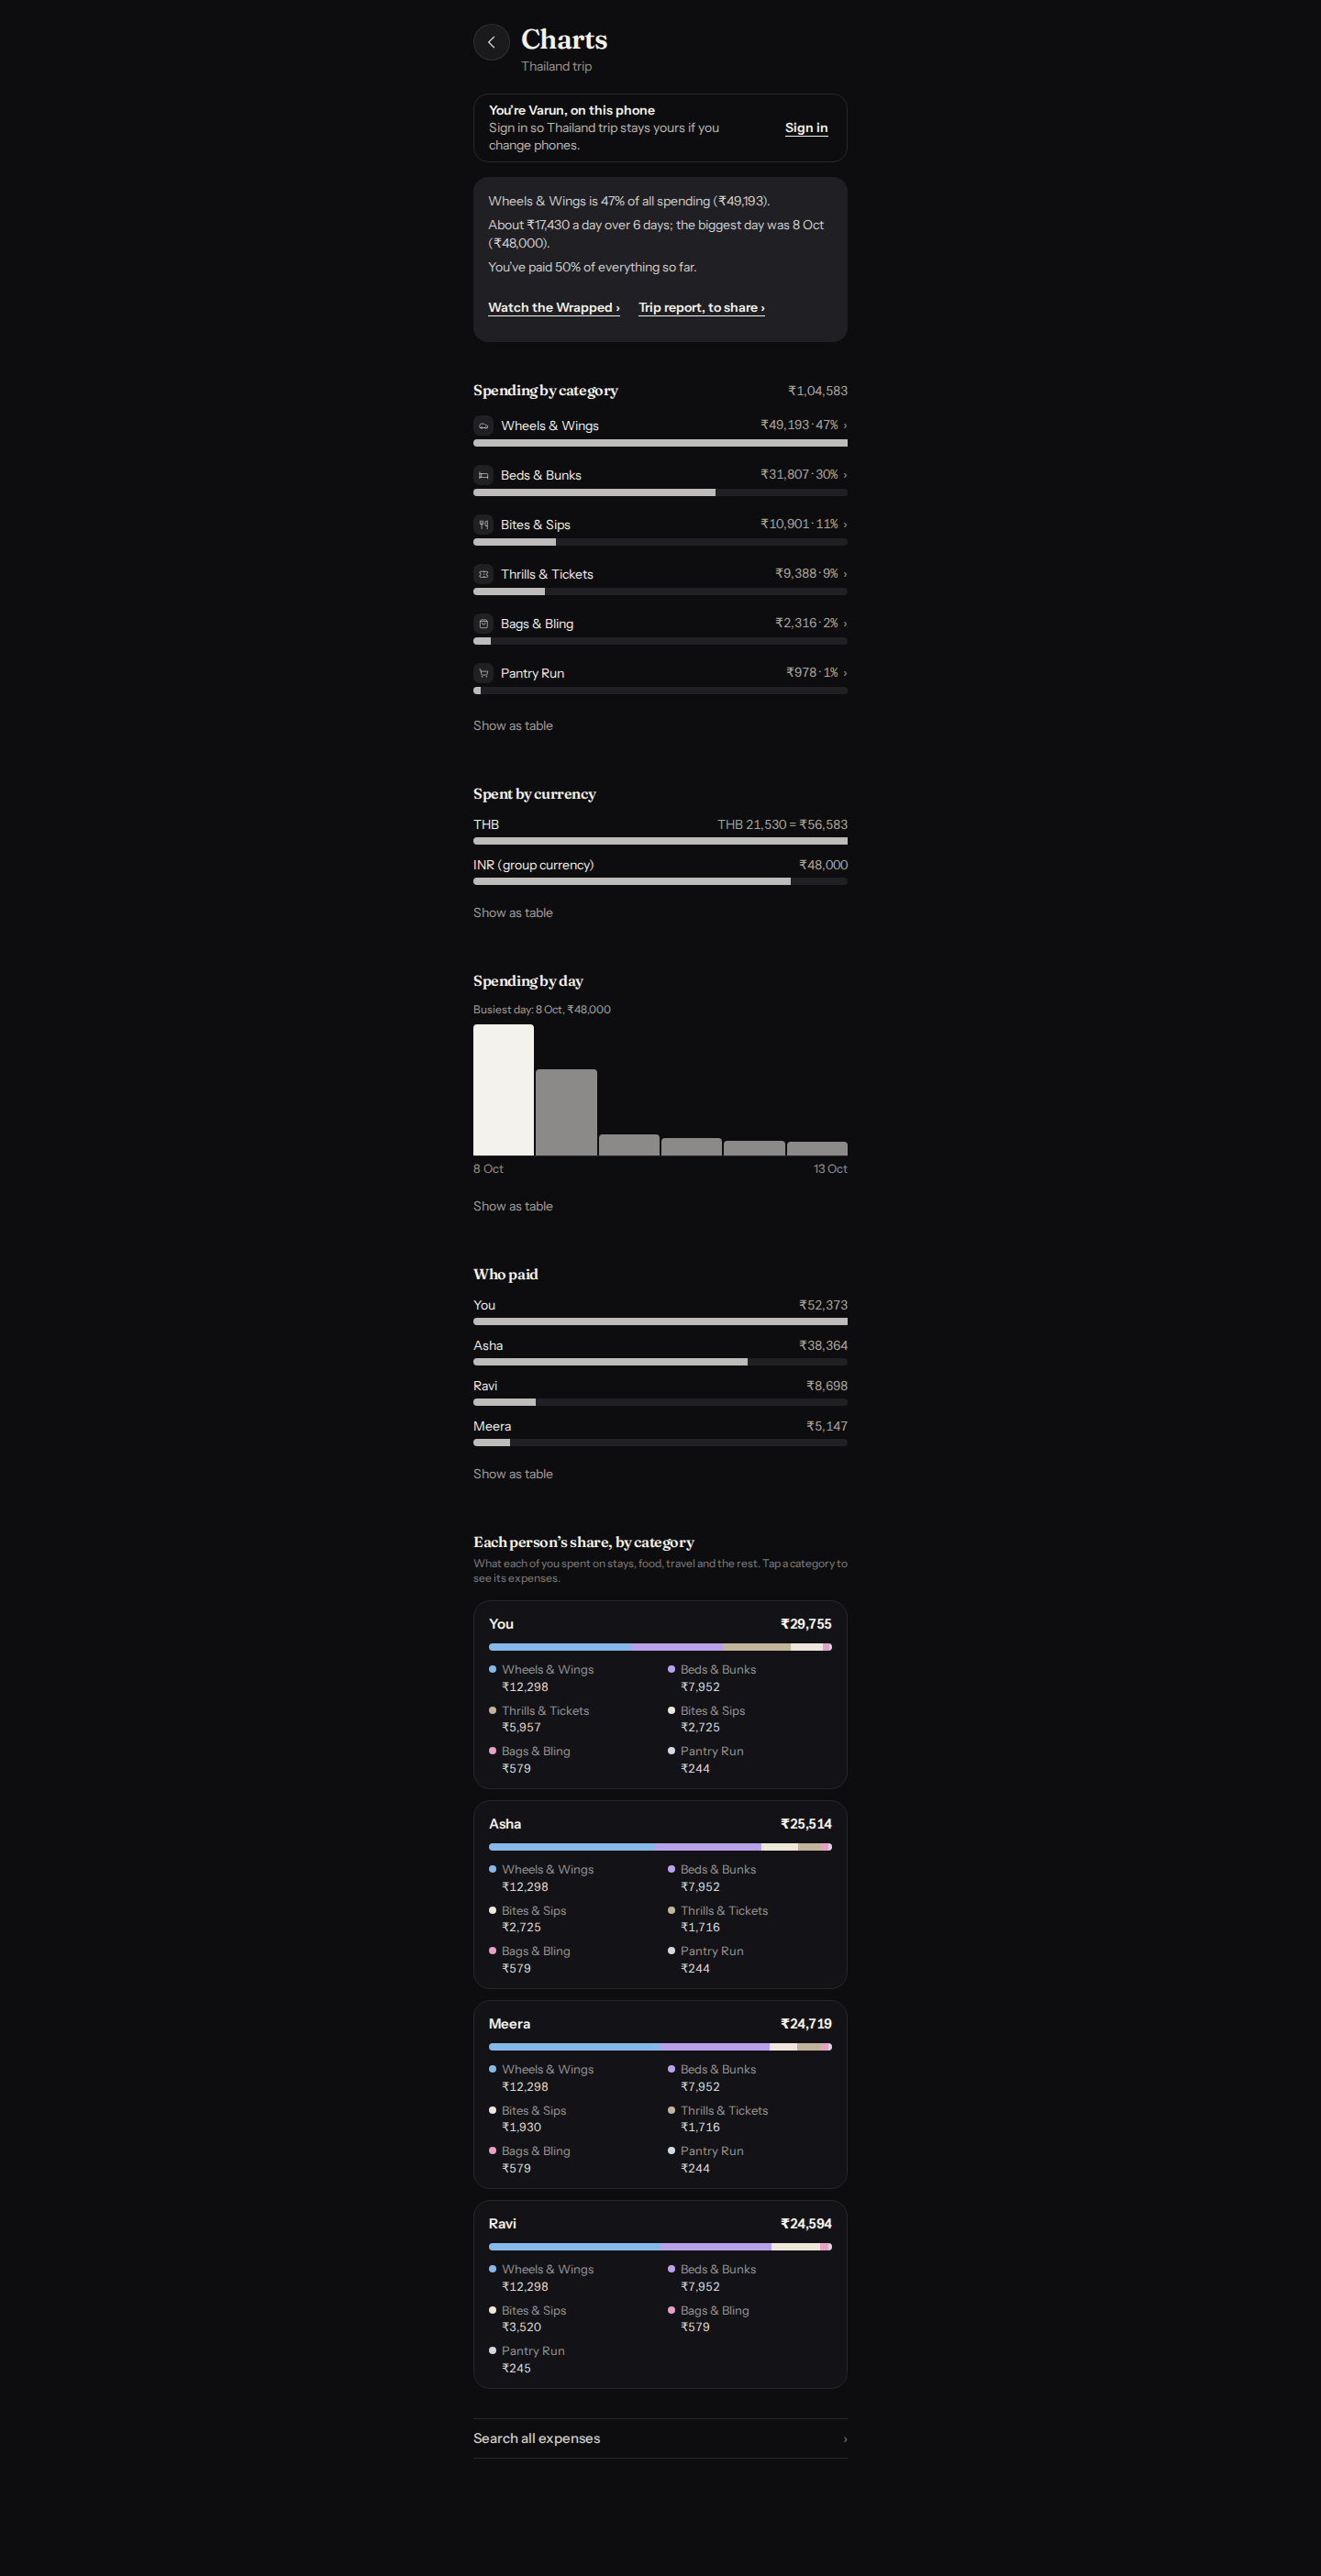 Charts
Thailand trip
You're Varun, on this phone
Sign in so Thailand trip stays yours if you
change phones.
Sign in
Wheels & Wings is 47% of all spending (₹49,193).
About ₹17,430 a day over 6 days; the biggest day was 8 Oct
(₹48,000).
You've paid 50% of everything so far.
Watch the Wrapped › Trip report, to share ›
Spending by category ₹1,04,583
Wheels & Wings ₹49,193 · 47% ›
Beds & Bunks ₹31,807 · 30% ›
Bites & Sips ₹10,901 · 11% ›
Thrills & Tickets ₹9,388 · 9% ›
Bags & Bling ₹2,316 · 2% ›
Pantry Run ₹978 · 1% ›
Show as table
Spent by currency
THB THB 21,530 = ₹56,583
INR (group currency) ₹48,000
Show as table
Spending by day
Busiest day: 8 Oct, ₹48,000
8 Oct 13 Oct
Show as table
Who paid
You ₹52,373
Asha ₹38,364
Ravi ₹8,698
Meera ₹5,147
Show as table
Each person's share, by category
What each of you spent on stays, food, travel and the rest. Tap a category to
see its expenses.
You ₹29,755
Wheels & Wings Beds & Bunks
₹12,298 ₹7,952
Thrills & Tickets Bites & Sips
₹5,957 ₹2,725
Bags & Bling Pantry Run
₹579 ₹244
Asha ₹25,514
Wheels & Wings Beds & Bunks
₹12,298 ₹7,952
Bites & Sips Thrills & Tickets
₹2,725 ₹1,716
Bags & Bling Pantry Run
₹579 ₹244
Meera ₹24,719
Wheels & Wings Beds & Bunks
₹12,298 ₹7,952
Bites & Sips Thrills & Tickets
₹1,930 ₹1,716
Bags & Bling Pantry Run
₹579 ₹244
Ravi ₹24,594
Wheels & Wings Beds & Bunks
₹12,298 ₹7,952
Bites & Sips Bags & Bling
₹3,520 ₹579
Pantry Run
₹245
Search all expenses ›